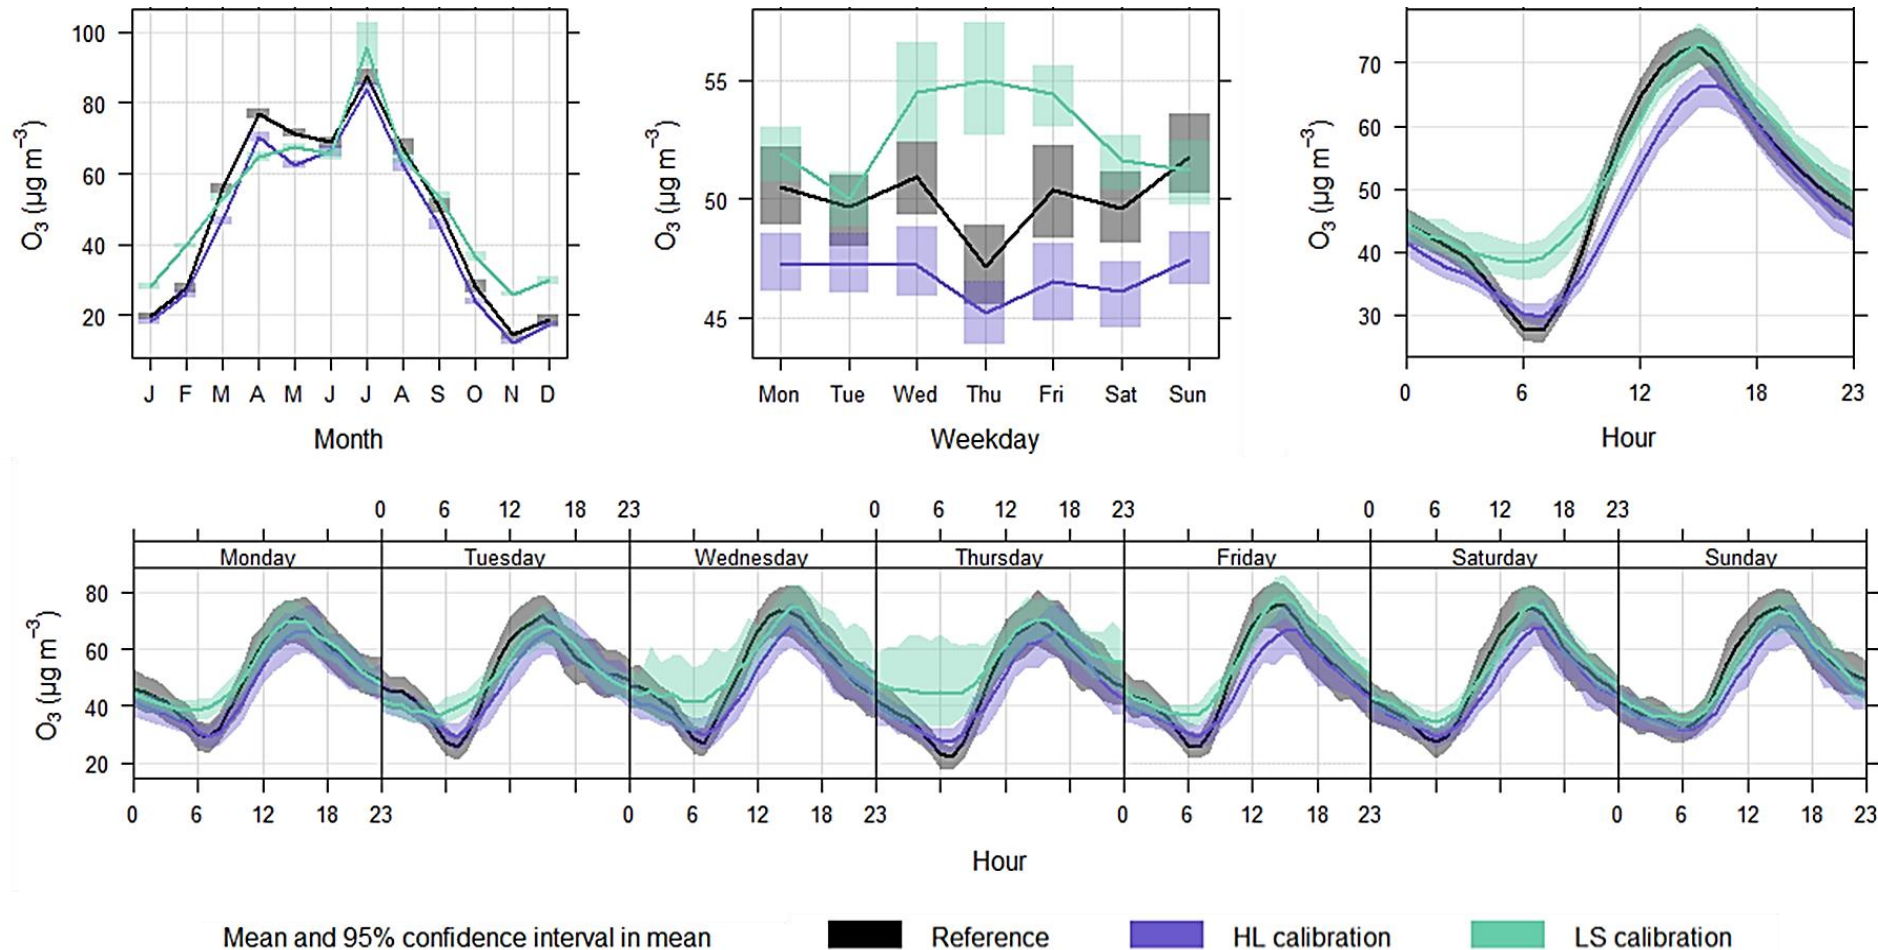 O₃ (µg m⁻³)
100
80
60
40
20
J F M A M J J A S O N D
Month
O₃ (µg m⁻³)
55
50
45
Mon Tue Wed Thu Fri Sat Sun
Weekday
O₃ (µg m⁻³)
70
60
50
40
30
0 6 12 18 23
Hour
0 6 12 18 23 0 6 12 18 23 0 6 12 18 23
Monday Tuesday Wednesday Thursday Friday Saturday Sunday
O₃ (µg m⁻³)
80
60
40
20
0 6 12 18 23 0 6 12 18 23 0 6 12 18 23 0 6 12 18 23
Hour
Mean and 95% confidence interval in mean Reference HL calibration LS calibration